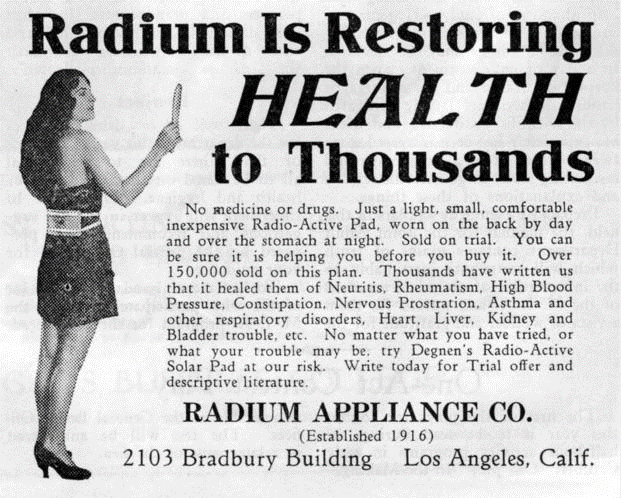 Radium Is Restoring
HEALTH
to Thousands
No medicine or drugs. Just a light, small, comfortable
inexpensive Radio-Active Pad, worn on the back by day
and over the stomach at night. Sold on trial. You can
be sure it is helping you before you buy it. Over
150,000 sold on this plan. Thousands have written us
that it healed them of Neuritis, Rheumatism, High Blood
Pressure, Constipation, Nervous Prostration, Asthma and
other respiratory disorders, Heart, Liver, Kidney and
Bladder trouble, etc. No matter what you have tried, or
what your trouble may be, try Degnen's Radio-Active
Solar Pad at our risk. Write today for Trial offer and
descriptive literature.
RADIUM APPLIANCE CO.
(Established 1916)
2103 Bradbury Building Los Angeles, Calif.